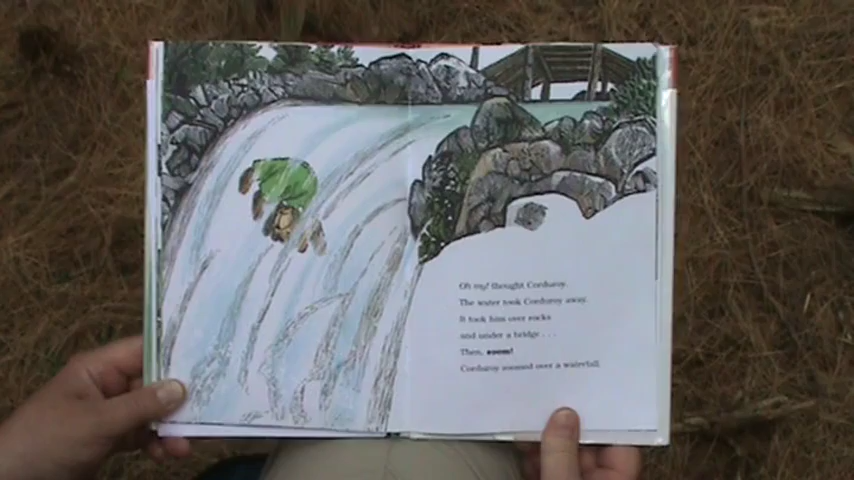 Oh my! thought Corduroy.
The water took Corduroy away.
It took him over rocks
and under a bridge . . .
Then, zoom!
Corduroy zoomed over a waterfall.